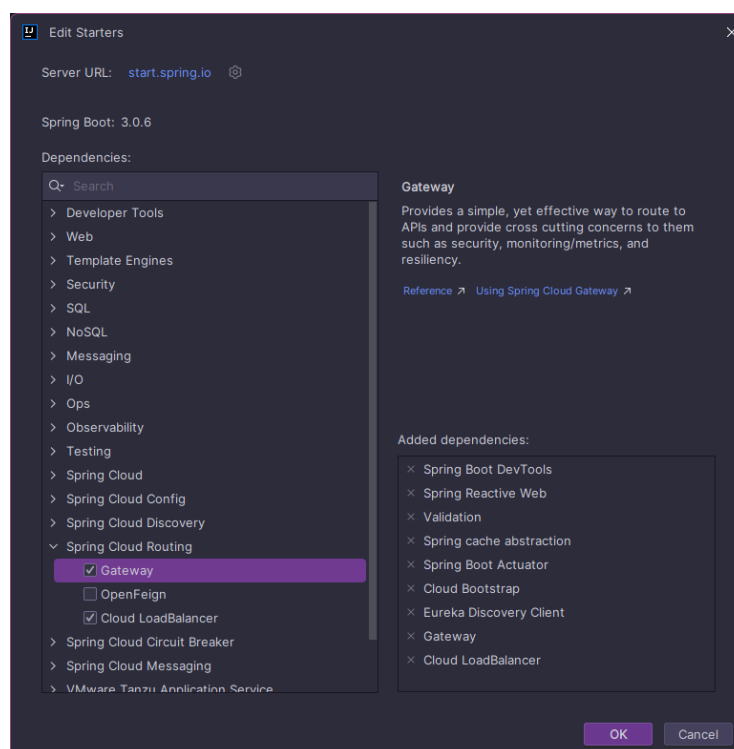 Edit Starters
Server URL: start.spring.io
Spring Boot: 3.0.6
Dependencies:
Search
Developer Tools
Web
Template Engines
Security
SQL
NoSQL
Messaging
I/O
Ops
Observability
Testing
Spring Cloud
Spring Cloud Config
Spring Cloud Discovery
Spring Cloud Routing
Gateway
OpenFeign
Cloud LoadBalancer
Spring Cloud Circuit Breaker
Spring Cloud Messaging
VMware Tanzu Application Service
Gateway
Provides a simple, yet effective way to route to
APIs and provide cross cutting concerns to them
such as security, monitoring/metrics, and
resiliency.
Reference Using Spring Cloud Gateway
Added dependencies:
Spring Boot DevTools
Spring Reactive Web
Validation
Spring cache abstraction
Spring Boot Actuator
Cloud Bootstrap
Eureka Discovery Client
Gateway
Cloud LoadBalancer
OK Cancel